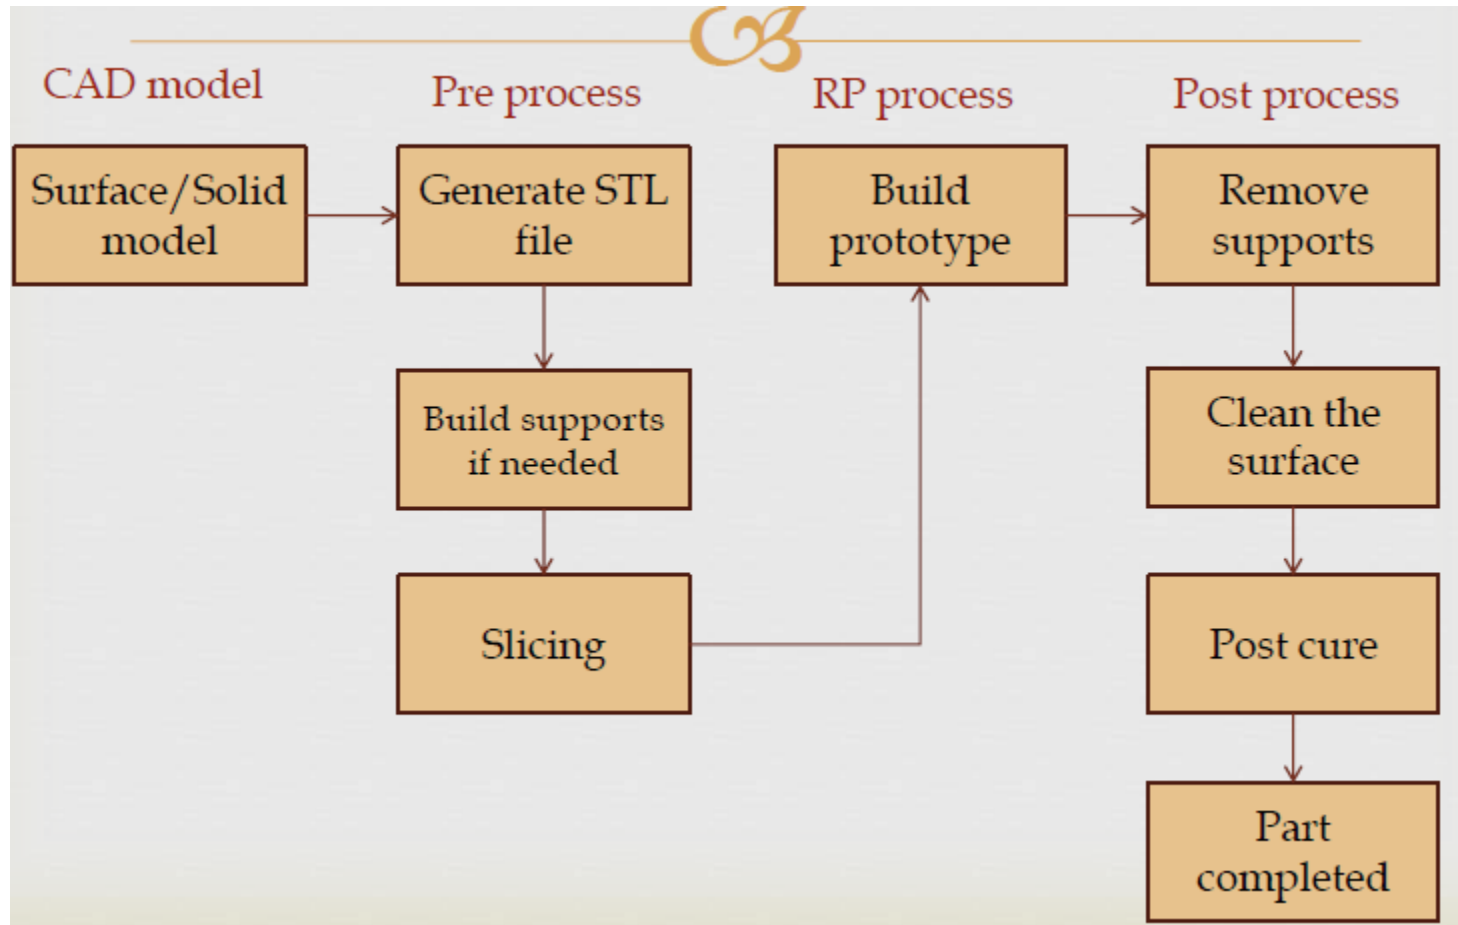 CAD model
Pre process
RP process
Post process
Surface/Solid
model
Generate STL
file
Build supports
if needed
Slicing
Build
prototype
Remove
supports
Clean the
surface
Post cure
Part
completed